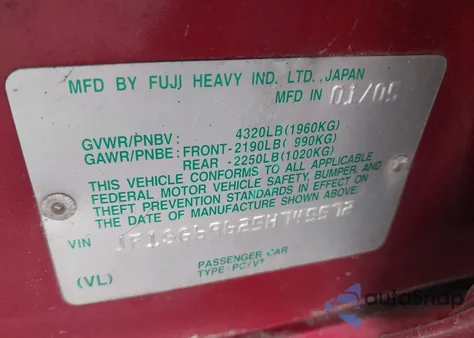 MFD BY FUJI HEAVY IND. LTD.,JAPAN
MFD IN 01/05
GVWR/PNBV: 4320LB(1960KG)
GAWR/PNBE: FRONT-2190LB( 990KG)
REAR -2250LB(1020KG)
THIS VEHICLE CONFORMS TO ALL APPLICABLE
FEDERAL MOTOR VEHICLE SAFETY, BUMPER, AND
THEFT PREVENTION STANDARDS IN EFFECT ON
THE DATE OF MANUFACTURE SHOWN ABOVE.
VIN
PASSENGER CAR
(VL) TYPE:PC/VT
autoSnap